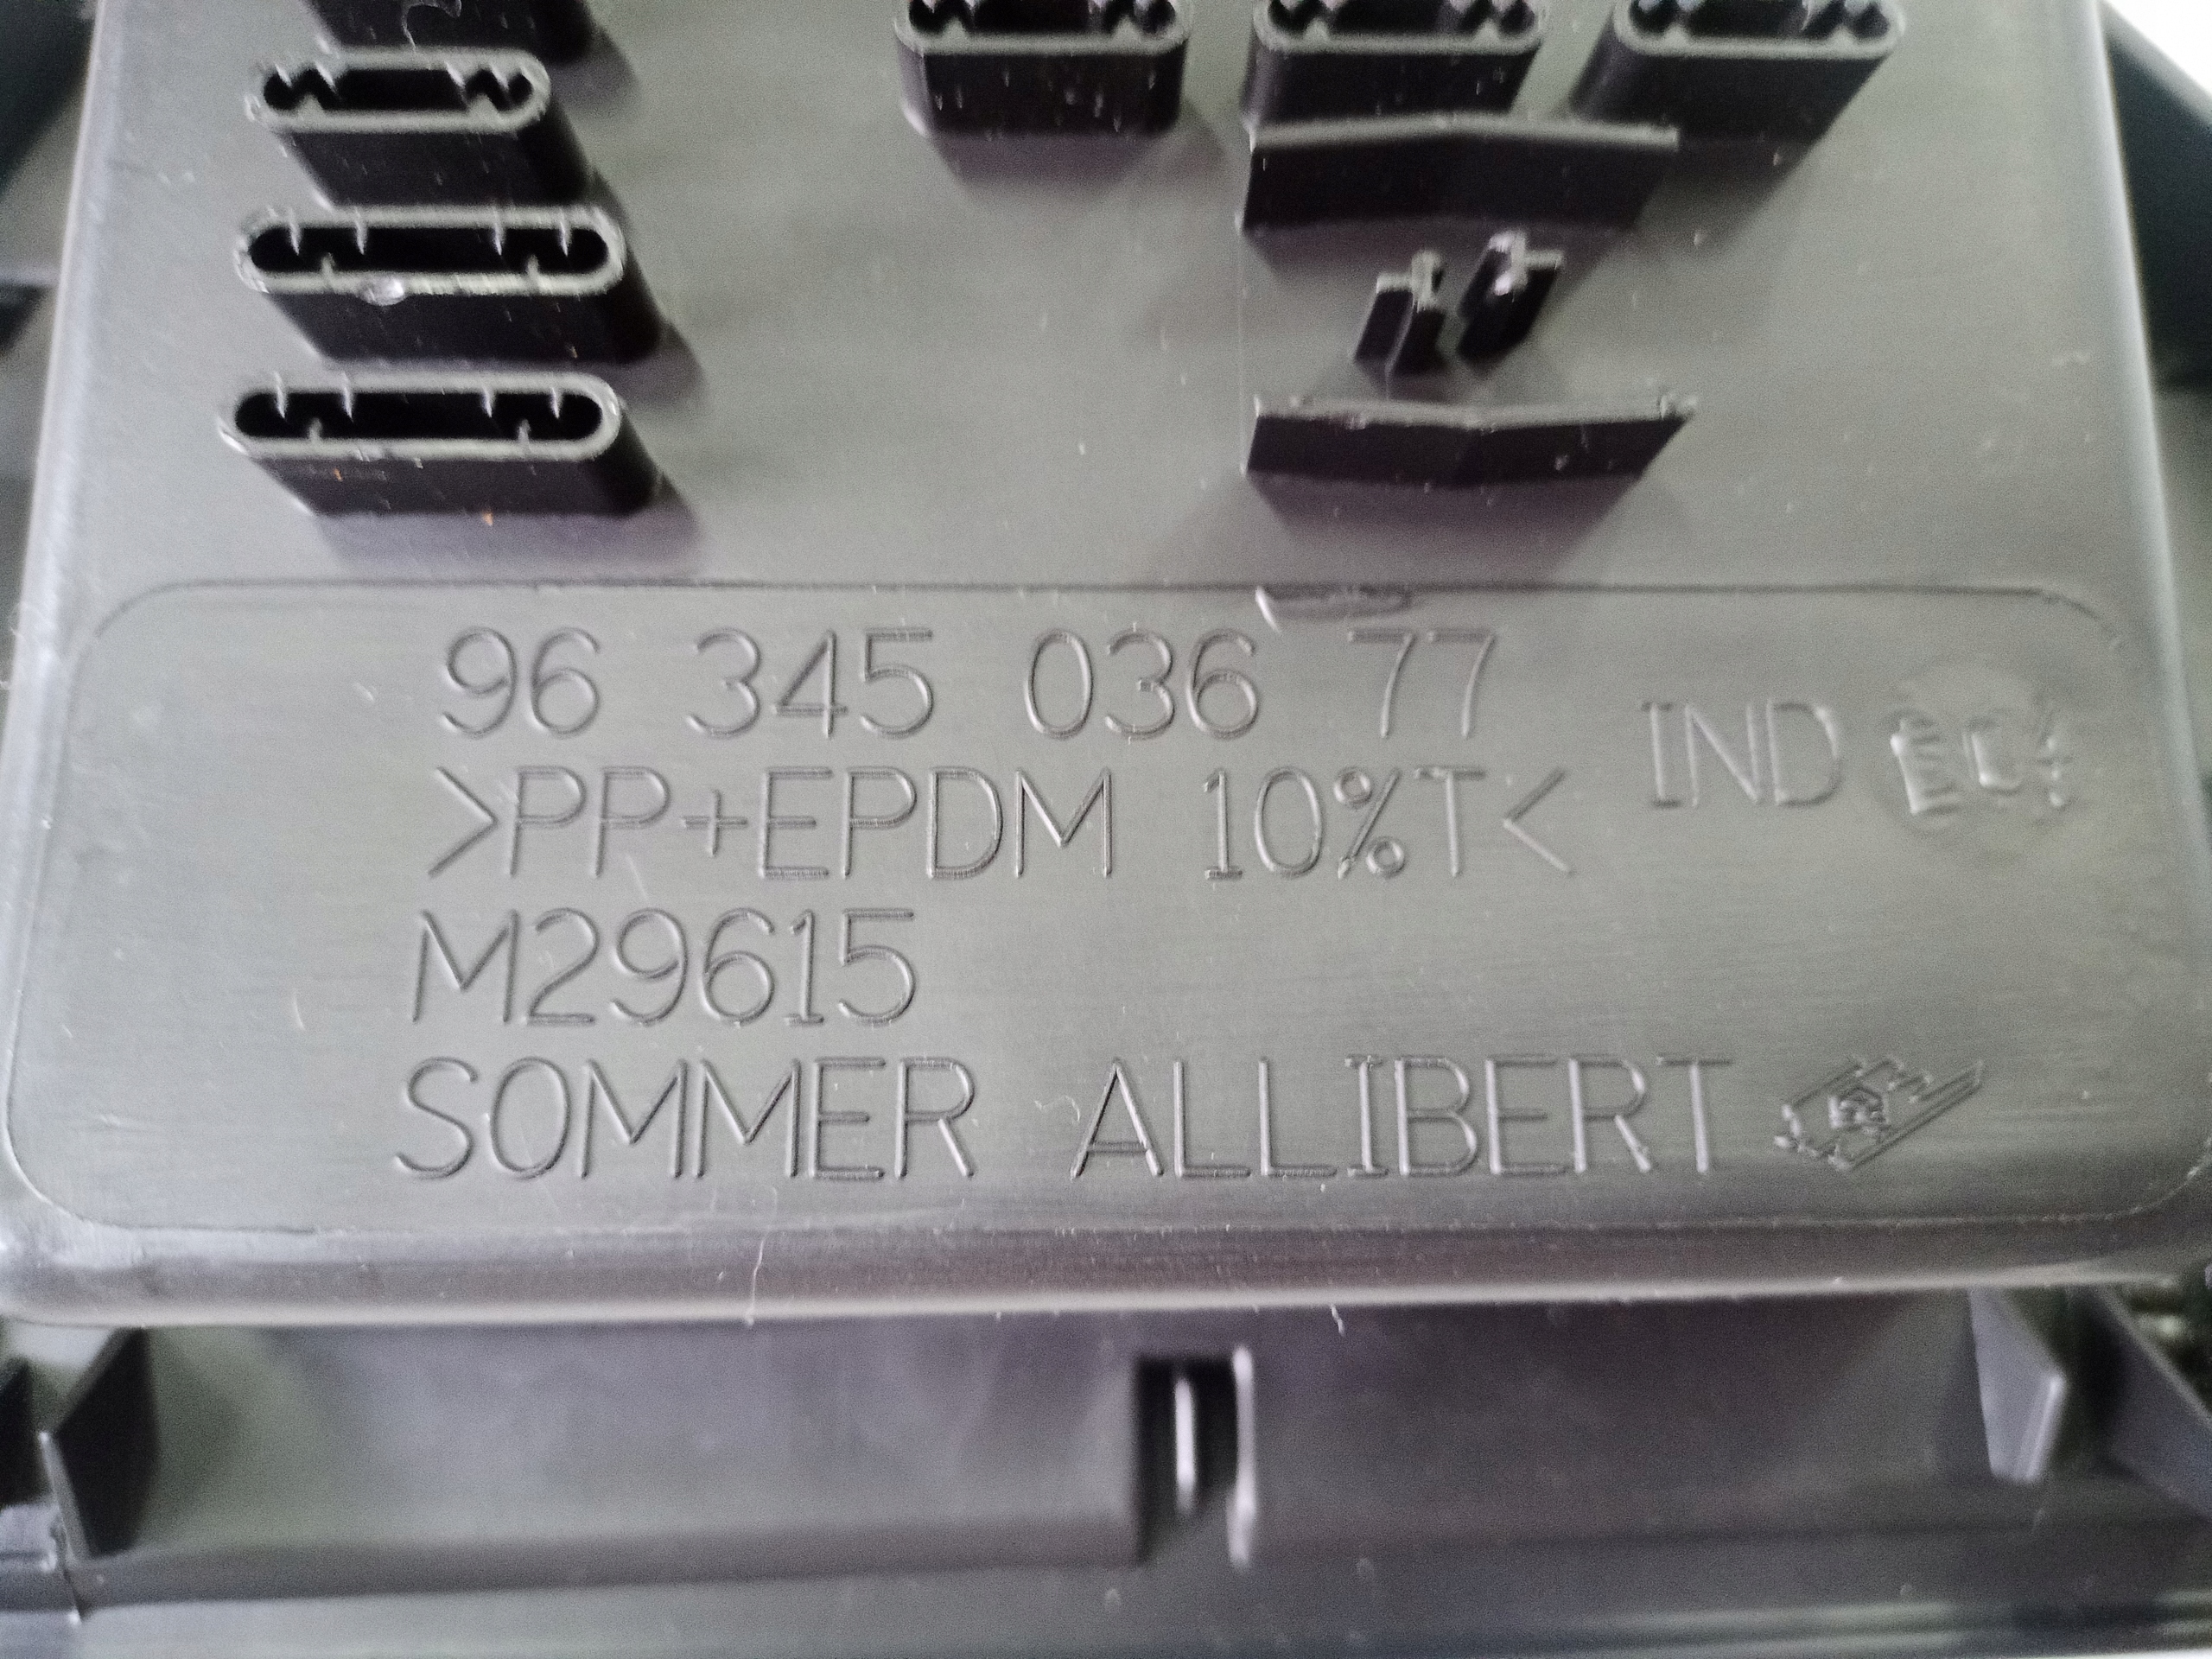 96 345 036 77
>PP+EPDM 10%T<
IND
M29615
SOMMER ALLIBERT